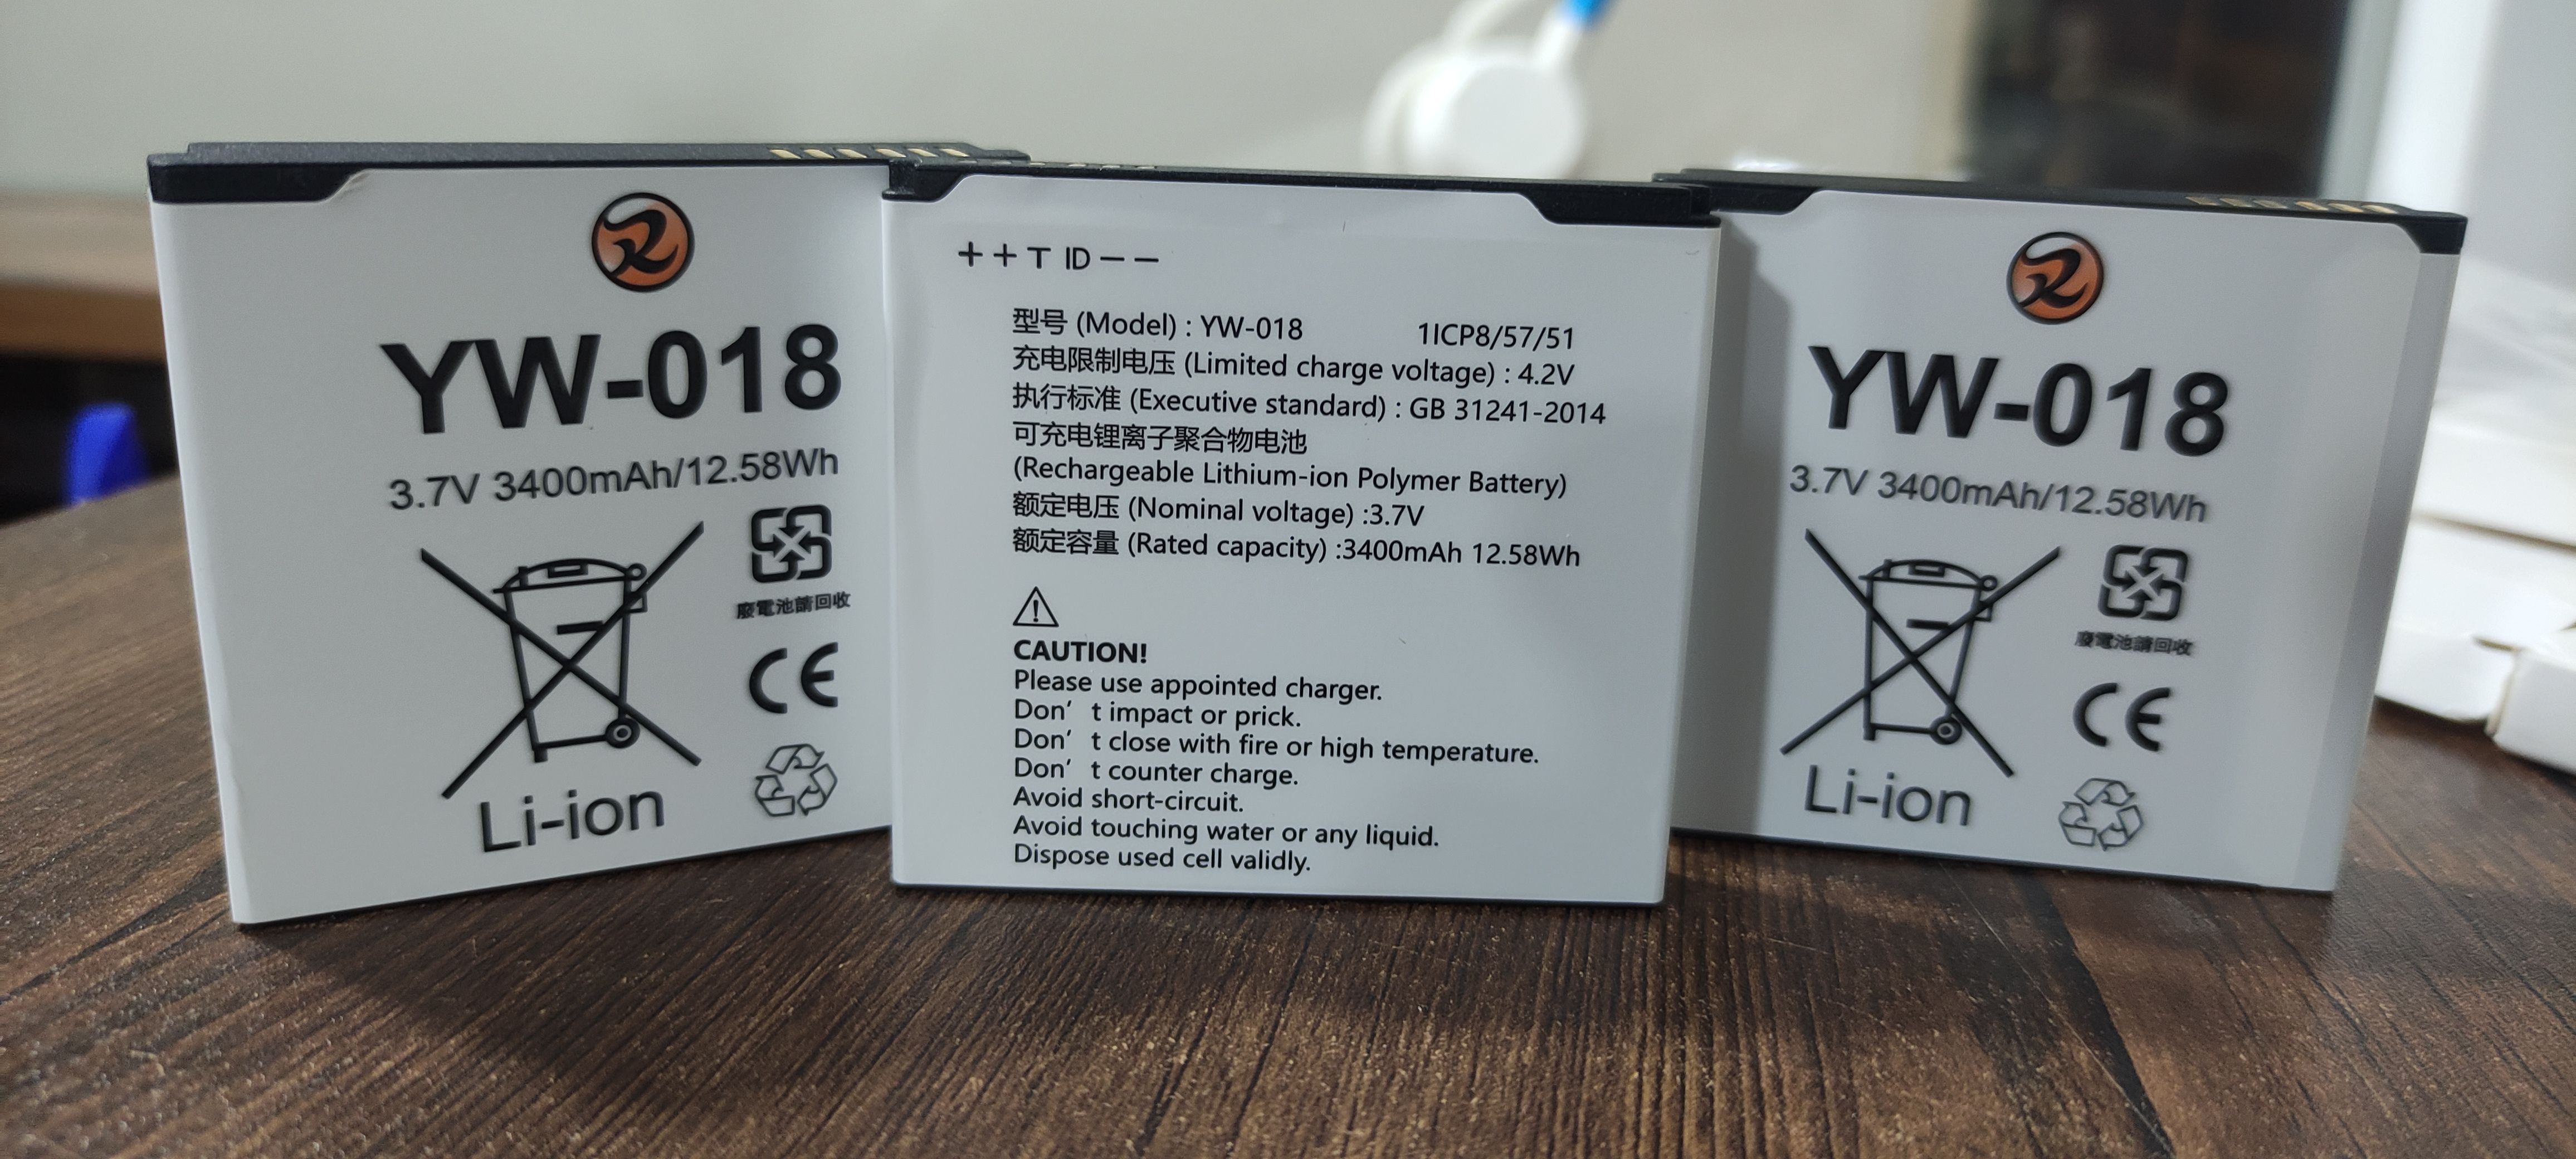 YW-018
3.7V 3400mAh/12.58Wh
廢電池請回收
CE
Li-ion
++T ID−−
型号 (Model) : YW-018 1ICP8/57/51
充电限制电压 (Limited charge voltage) : 4.2V
执行标准 (Executive standard) : GB 31241-2014
可充电锂离子聚合物电池
(Rechargeable Lithium-ion Polymer Battery)
额定电压 (Nominal voltage) :3.7V
额定容量 (Rated capacity) :3400mAh 12.58Wh
CAUTION!
Please use appointed charger.
Don’ t impact or prick.
Don’ t close with fire or high temperature.
Don’ t counter charge.
Avoid short-circuit.
Avoid touching water or any liquid.
Dispose used cell validly.
YW-018
3.7V 3400mAh/12.58Wh
廢電池請回收
CE
Li-ion